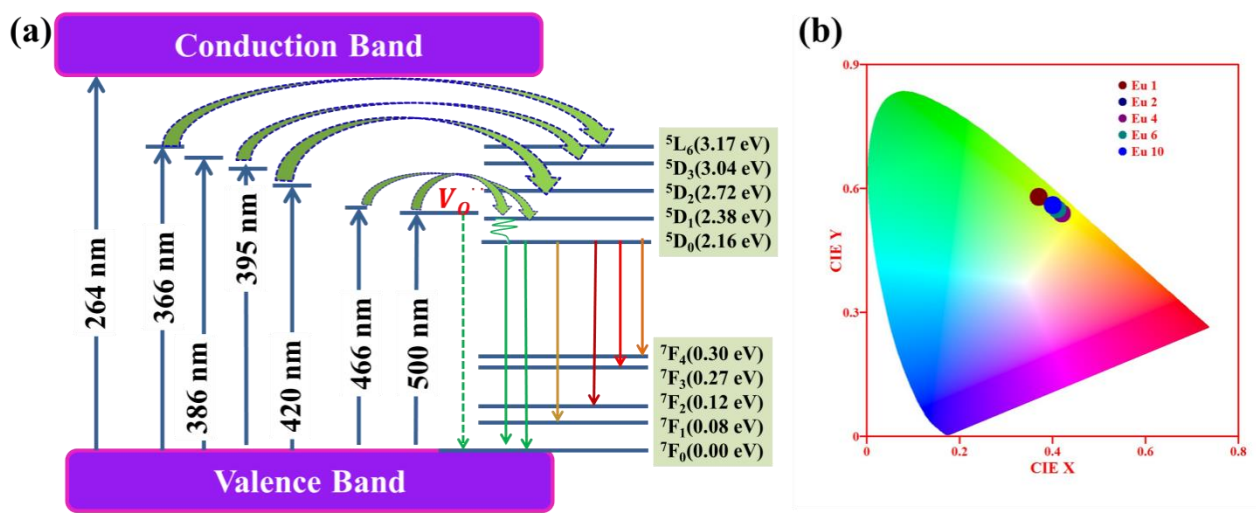 (a)
Conduction Band
264 nm
366 nm
386 nm
395 nm
420 nm
466 nm
500 nm
V_O^{..}
⁵L₆(3.17 eV)
⁵D₃(3.04 eV)
⁵D₂(2.72 eV)
⁵D₁(2.38 eV)
⁵D₀(2.16 eV)
⁷F₄(0.30 eV)
⁷F₃(0.27 eV)
⁷F₂(0.12 eV)
⁷F₁(0.08 eV)
⁷F₀(0.00 eV)
Valence Band
(b)
0.9
0.6
0.3
0
CIE Y
Eu 1
Eu 2
Eu 4
Eu 6
Eu 10
0 0.2 0.4 0.6 0.8
CIE X